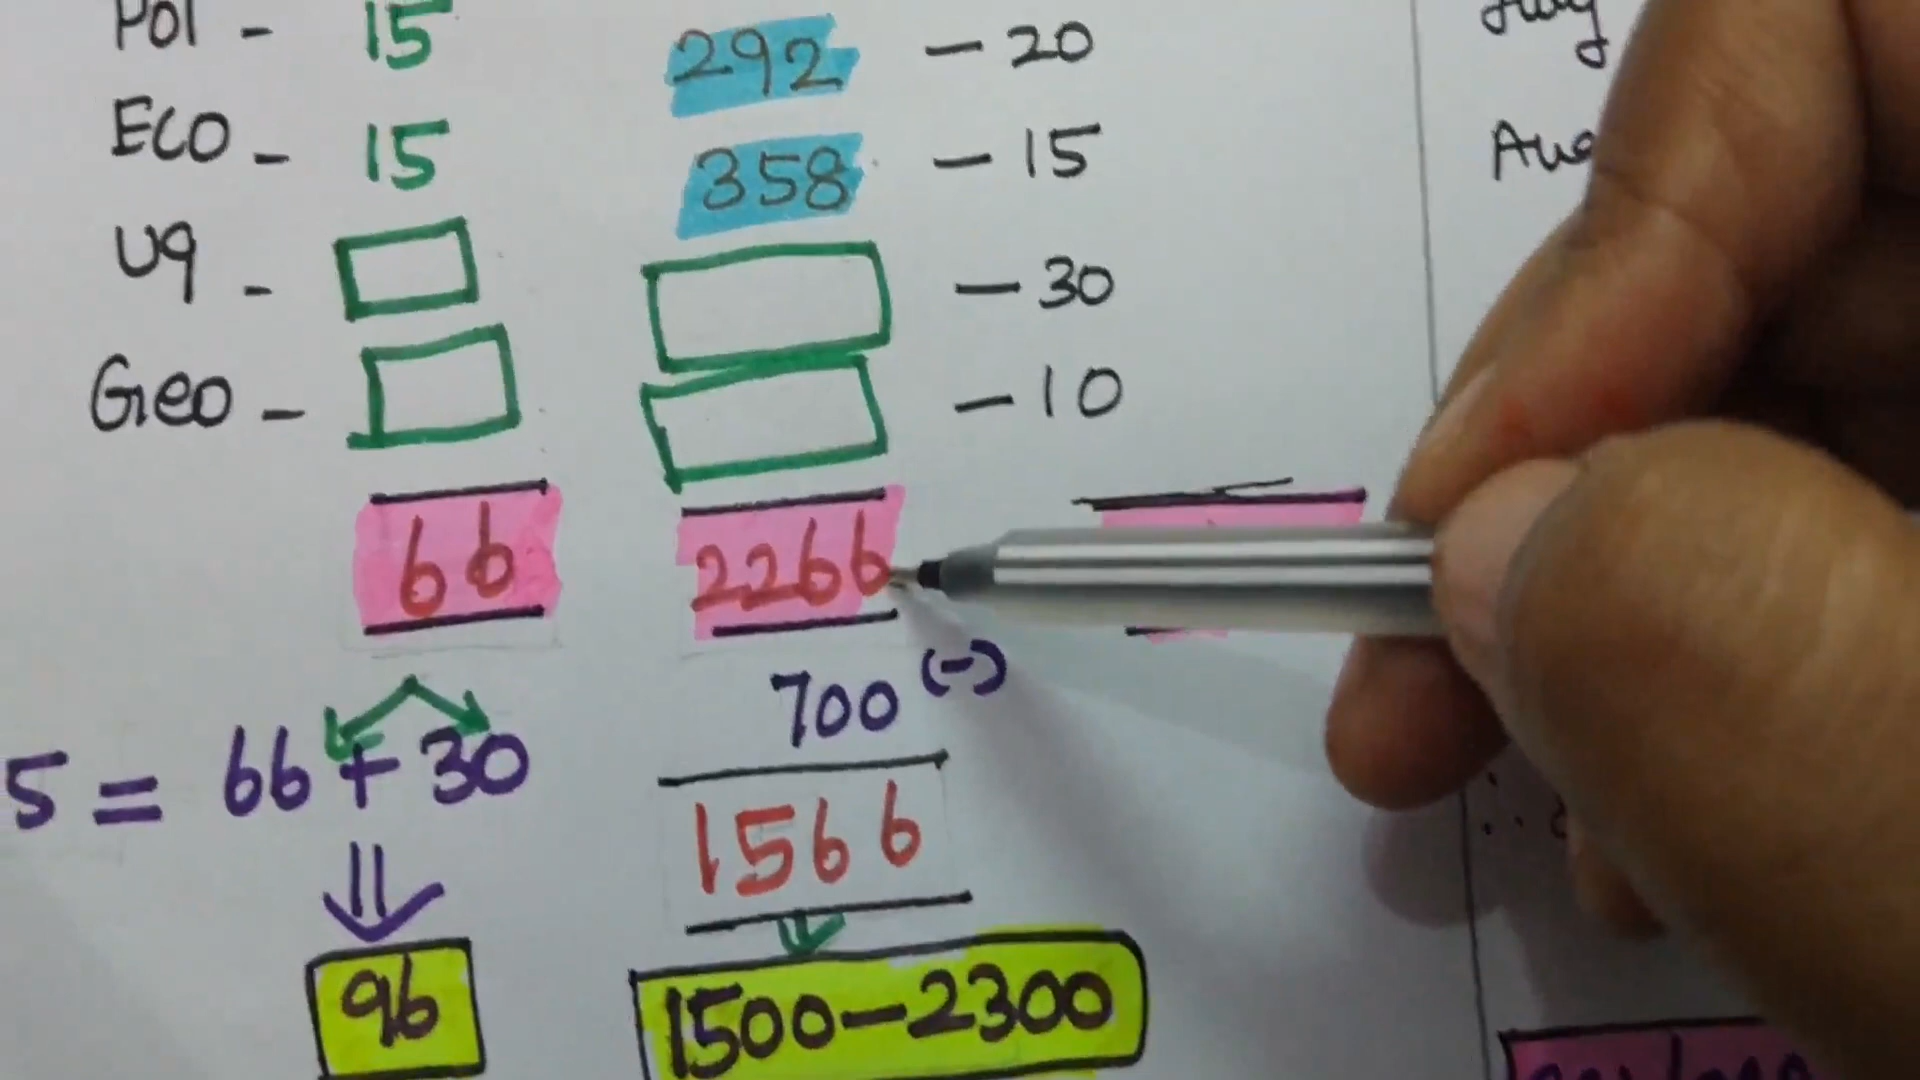 Pol - 15 292 - 20
ECO - 15 358 - 15
U9 - - 30
Geo - - 10
66 2266
700 (-)
5 = 66 + 30
1566
96 1500-2300